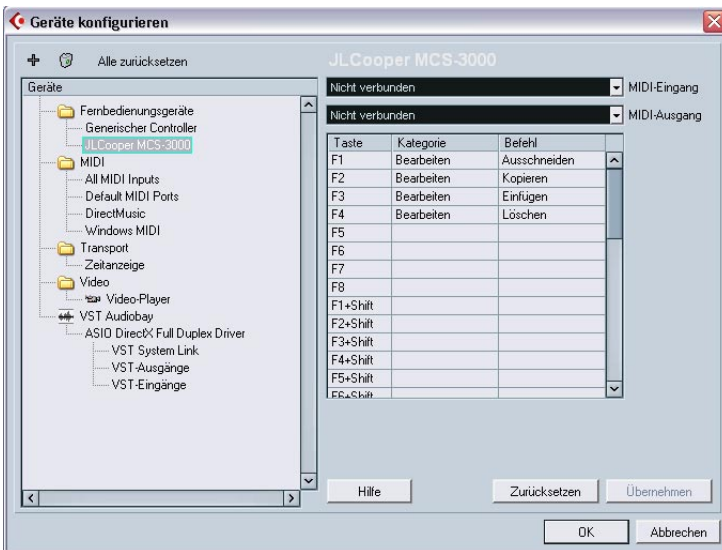 Geräte konfigurieren
Alle zurücksetzen
JLCooper MCS-3000
Geräte
Fernbedienungsgeräte
Generischer Controller
JLCooper MCS-3000
MIDI
All MIDI Inputs
Default MIDI Ports
DirectMusic
Windows MIDI
Transport
Zeitanzeige
Video
Video-Player
VST Audiobay
ASIO DirectX Full Duplex Driver
VST System Link
VST-Ausgänge
VST-Eingänge
Nicht verbunden MIDI-Eingang
Nicht verbunden MIDI-Ausgang
Taste Kategorie Befehl
F1 Bearbeiten Ausschneiden
F2 Bearbeiten Kopieren
F3 Bearbeiten Einfügen
F4 Bearbeiten Löschen
F5
F6
F7
F8
F1+Shift
F2+Shift
F3+Shift
F4+Shift
F5+Shift
F6+Shift
Hilfe Zurücksetzen Übernehmen
OK Abbrechen